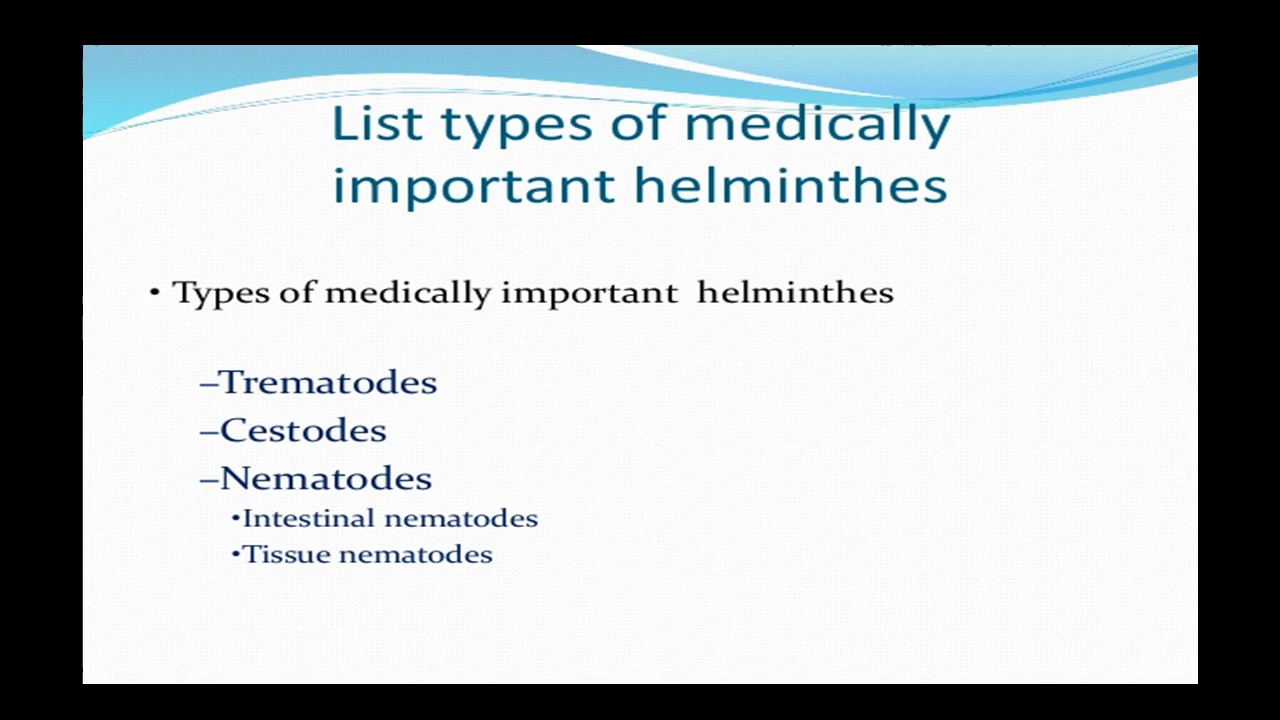 List types of medically
important helminthes
• Types of medically important helminthes
–Trematodes
–Cestodes
–Nematodes
•Intestinal nematodes
•Tissue nematodes